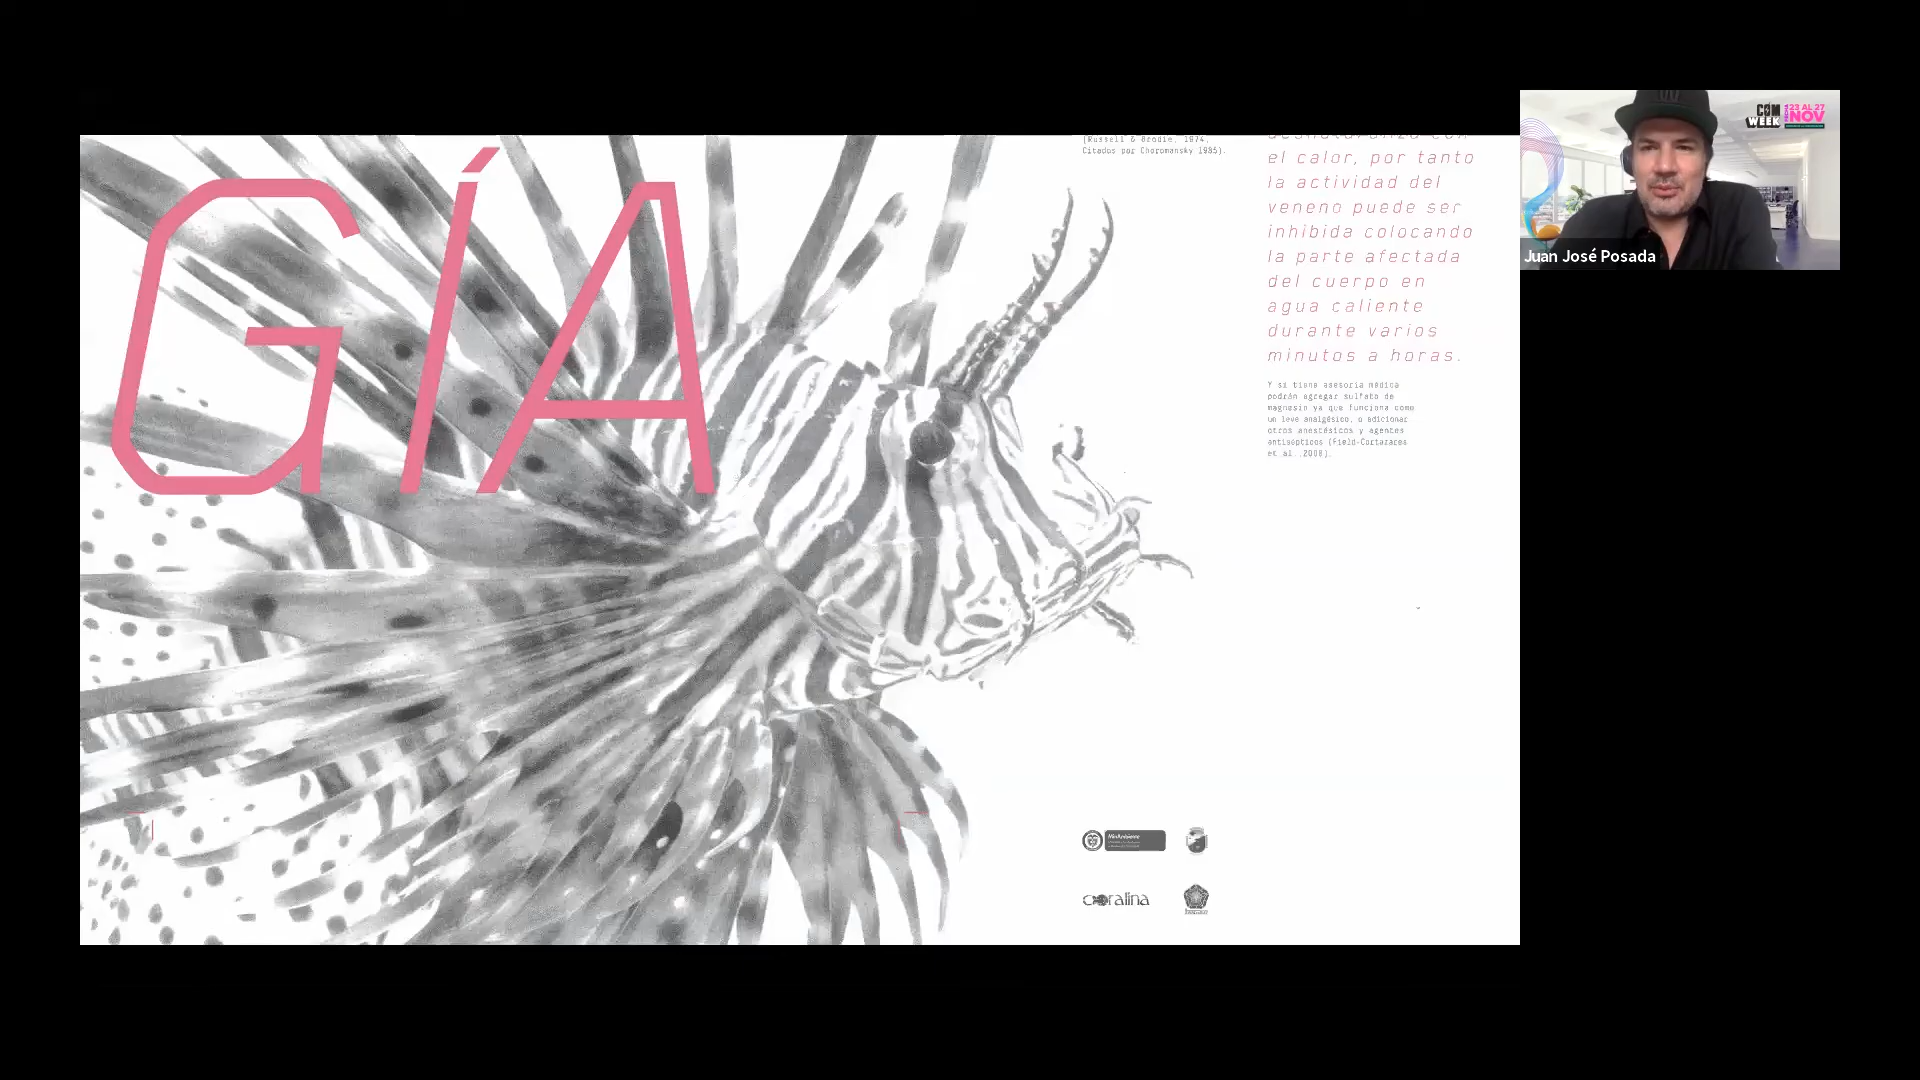 GÍA
(Russell & Brodie, 1974,
Citados por Choromansky 1985).
el calor, por tanto
la actividad del
veneno puede ser
inhibida colocando
la parte afectada
del cuerpo en
agua caliente
durante varios
minutos a horas.
Y si tiene asesoría médica
podrán agregar sulfato de
magnesio ya que funciona como
un leve analgésico, o adicionar
otros anestésicos y agentes
antisépticos (Field-Cortazares
et al., 2008).
MinAmbiente
coralina
COM
WEEK
23 AL 27
NOV
Juan José Posada